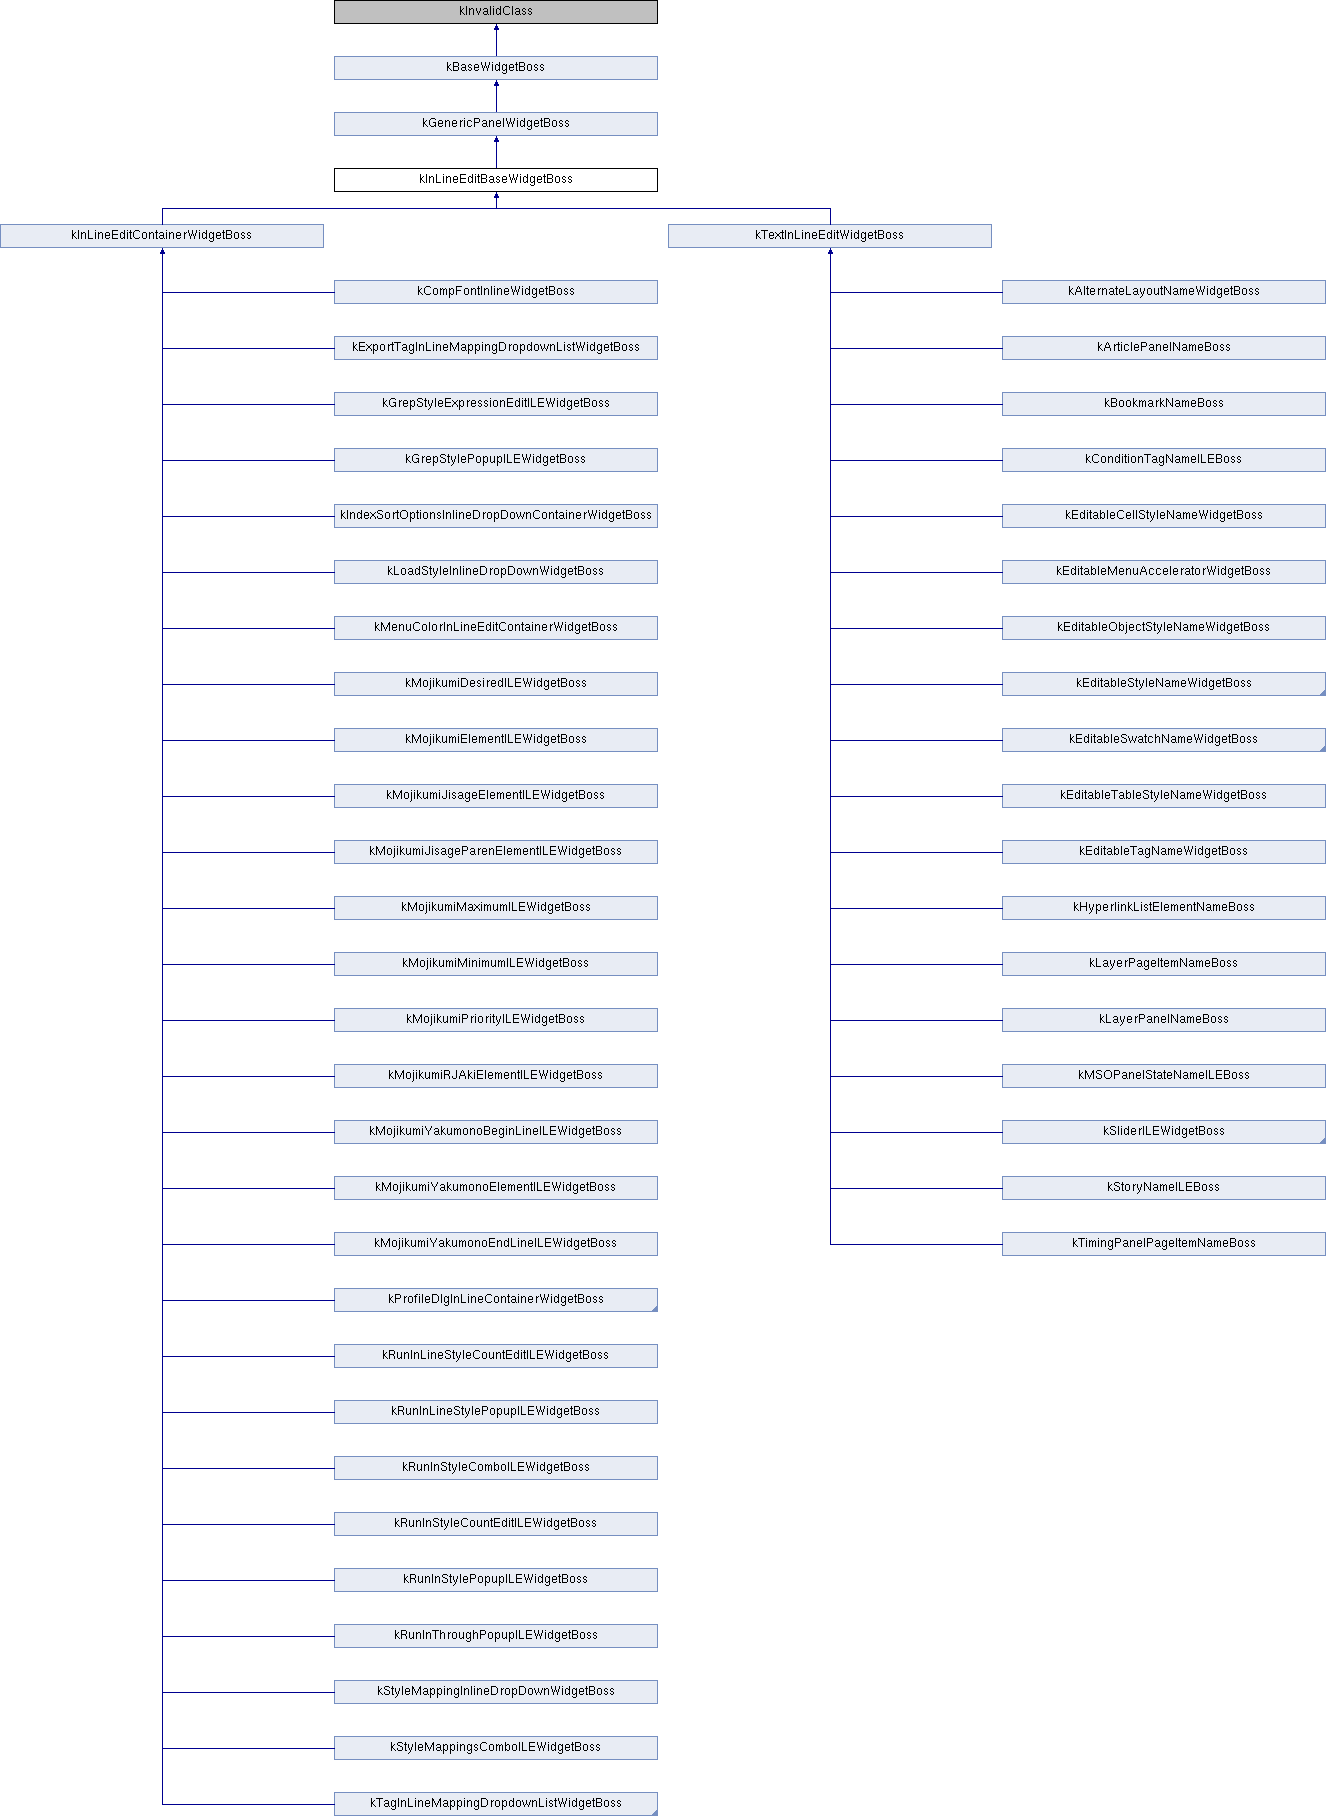 kInvalidClass
kBaseWidgetBoss
kGenericPanelWidgetBoss
kInLineEditBaseWidgetBoss
kInLineEditContainerWidgetBoss
kTextInLineEditWidgetBoss
kCompFontInlineWidgetBoss
kExportTagInLineMappingDropdownListWidgetBoss
kGrepStyleExpressionEditILEWidgetBoss
kGrepStylePopupILEWidgetBoss
kIndexSortOptionsInlineDropDownContainerWidgetBoss
kLoadStyleInlineDropDownWidgetBoss
kMenuColorInLineEditContainerWidgetBoss
kMojikumiDesiredILEWidgetBoss
kMojikumiElementILEWidgetBoss
kMojikumiJisageElementILEWidgetBoss
kMojikumiJisageParenElementILEWidgetBoss
kMojikumiMaximumILEWidgetBoss
kMojikumiMinimumILEWidgetBoss
kMojikumiPriorityILEWidgetBoss
kMojikumiRJAkiElementILEWidgetBoss
kMojikumiYakumonoBeginLineILEWidgetBoss
kMojikumiYakumonoElementILEWidgetBoss
kMojikumiYakumonoEndLineILEWidgetBoss
kProfileDlgInLineContainerWidgetBoss
kRunInLineStyleCountEditILEWidgetBoss
kRunInLineStylePopupILEWidgetBoss
kRunInStyleComboILEWidgetBoss
kRunInStyleCountEditILEWidgetBoss
kRunInStylePopupILEWidgetBoss
kRunInThroughPopupILEWidgetBoss
kStyleMappingInlineDropDownWidgetBoss
kStyleMappingsComboILEWidgetBoss
kTagInLineMappingDropdownListWidgetBoss
kAlternateLayoutNameWidgetBoss
kArticlePanelNameBoss
kBookmarkNameBoss
kConditionTagNameILEBoss
kEditableCellStyleNameWidgetBoss
kEditableMenuAcceleratorWidgetBoss
kEditableObjectStyleNameWidgetBoss
kEditableStyleNameWidgetBoss
kEditableSwatchNameWidgetBoss
kEditableTableStyleNameWidgetBoss
kEditableTagNameWidgetBoss
kHyperlinkListElementNameBoss
kLayerPageItemNameBoss
kLayerPanelNameBoss
kMSOPanelStateNameILEBoss
kSliderILEWidgetBoss
kStoryNameILEBoss
kTimingPanelPageItemNameBoss